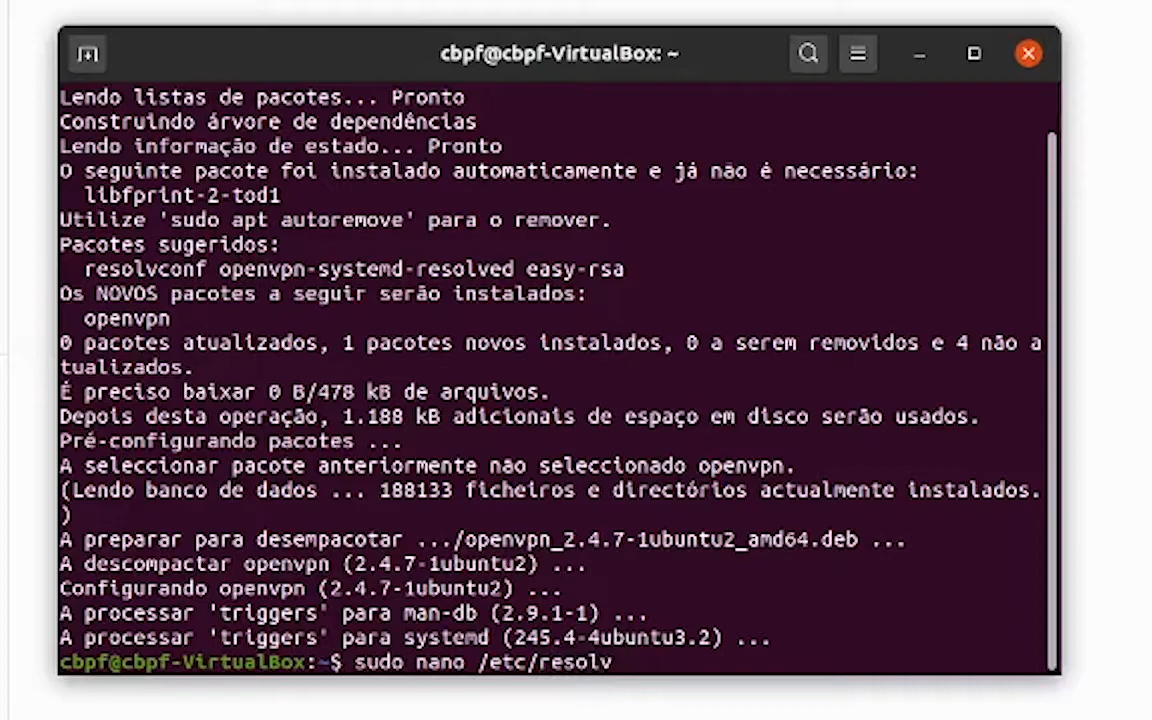 cbpf@cbpf-VirtualBox: ~
Lendo listas de pacotes... Pronto
Construindo árvore de dependências
Lendo informação de estado... Pronto
O seguinte pacote foi instalado automaticamente e já não é necessário:
  libfprint-2-tod1
Utilize 'sudo apt autoremove' para o remover.
Pacotes sugeridos:
  resolvconf openvpn-systemd-resolved easy-rsa
Os NOVOS pacotes a seguir serão instalados:
  openvpn
0 pacotes atualizados, 1 pacotes novos instalados, 0 a serem removidos e 4 não a
tualizados.
É preciso baixar 0 B/478 kB de arquivos.
Depois desta operação, 1.188 kB adicionais de espaço em disco serão usados.
Pré-configurando pacotes ...
A seleccionar pacote anteriormente não seleccionado openvpn.
(Lendo banco de dados ... 188133 ficheiros e directórios actualmente instalados.
)
A preparar para desempacotar .../openvpn_2.4.7-1ubuntu2_amd64.deb ...
A descompactar openvpn (2.4.7-1ubuntu2) ...
Configurando openvpn (2.4.7-1ubuntu2) ...
A processar 'triggers' para man-db (2.9.1-1) ...
A processar 'triggers' para systemd (245.4-4ubuntu3.2) ...
cbpf@cbpf-VirtualBox:~$ sudo nano /etc/resolv